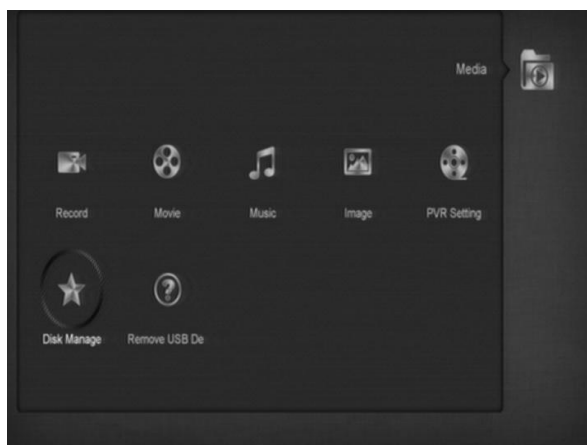 Media
Record
Movie
Music
Image
PVR Setting
Disk Manage
Remove USB De